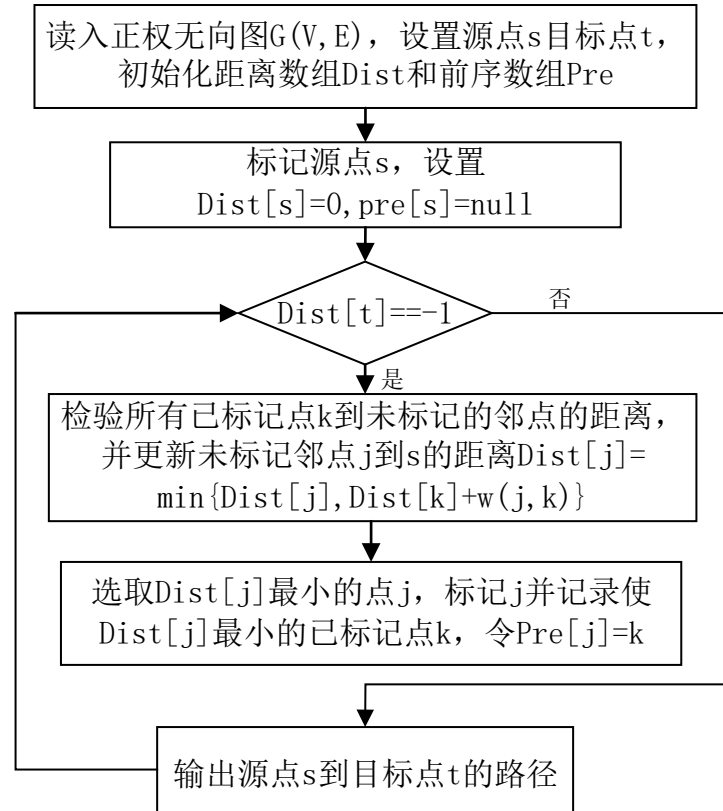 读入正权无向图G(V,E)，设置源点s目标点t，
初始化距离数组Dist和前序数组Pre
标记源点s，设置
Dist[s]=0,pre[s]=null
Dist[t]==-1
否
是
检验所有已标记点k到未标记的邻点的距离，
并更新未标记邻点j到s的距离Dist[j]=
min{Dist[j],Dist[k]+w(j,k)}
选取Dist[j]最小的点j，标记j并记录使
Dist[j]最小的已标记点k，令Pre[j]=k
输出源点s到目标点t的路径